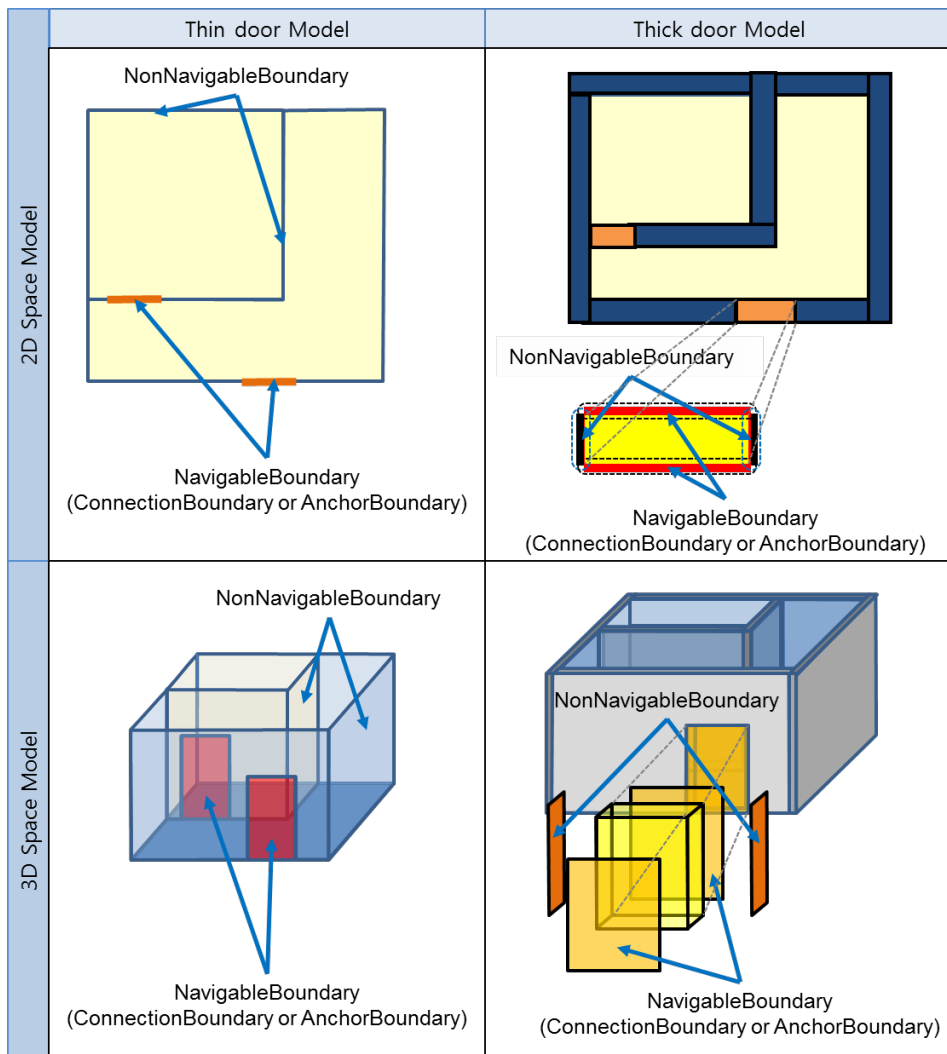 Thin door Model
Thick door Model
2D Space Model
NonNavigableBoundary
NavigableBoundary
(ConnectionBoundary or AnchorBoundary)
NonNavigableBoundary
NavigableBoundary
(ConnectionBoundary or AnchorBoundary)
3D Space Model
NonNavigableBoundary
NavigableBoundary
(ConnectionBoundary or AnchorBoundary)
NonNavigableBoundary
NavigableBoundary
(ConnectionBoundary or AnchorBoundary)